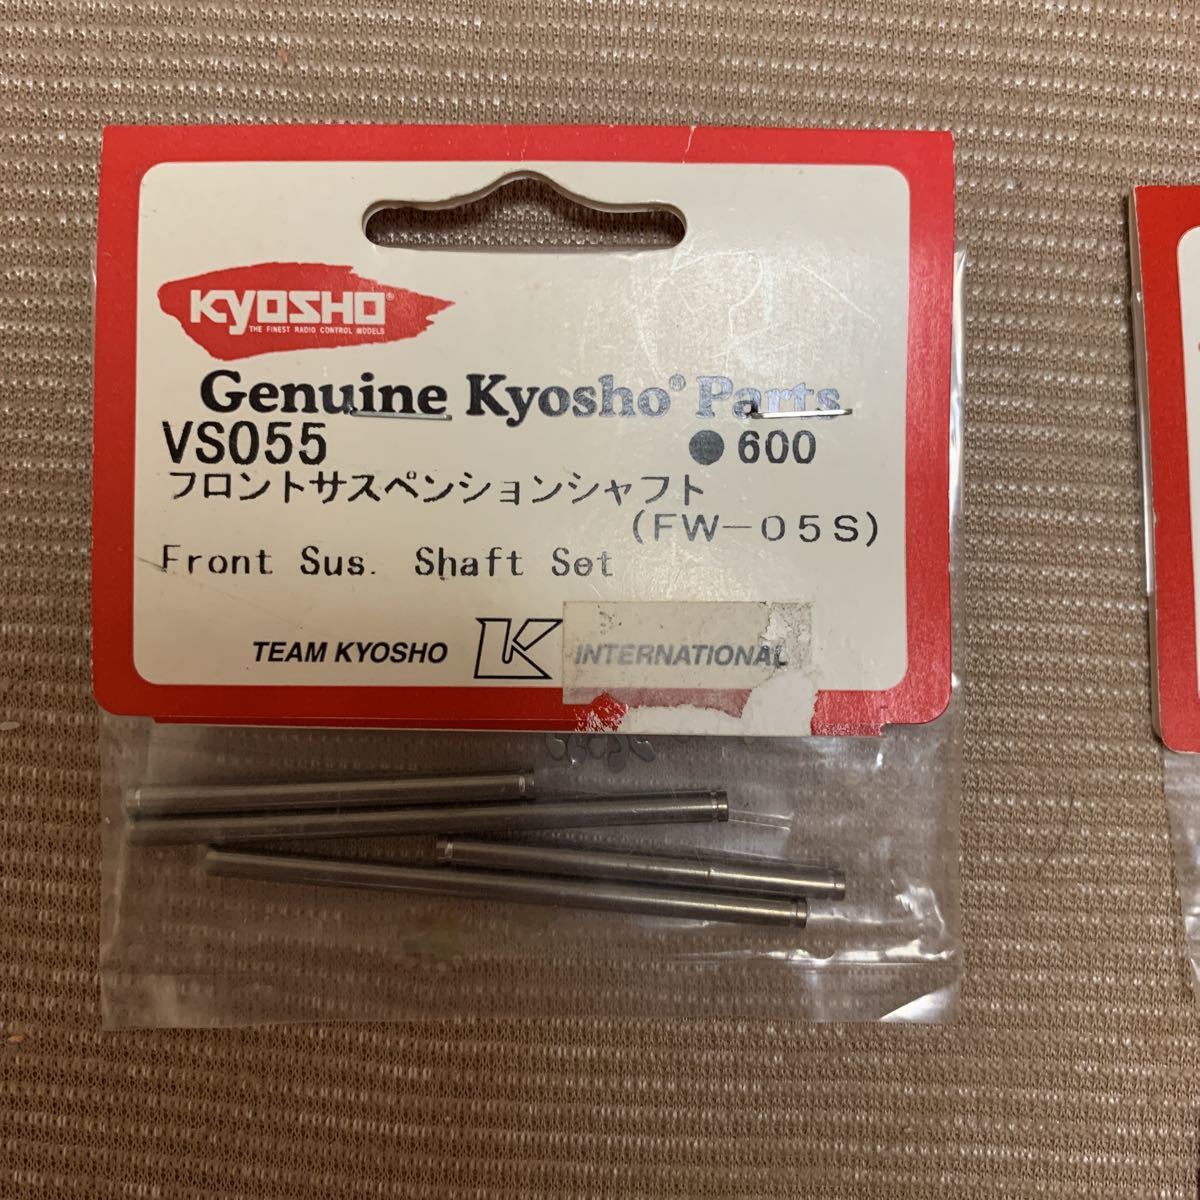 KYOSHO®
THE FINEST RADIO CONTROL MODELS
Genuine Kyosho® Parts
VS055 ●600
フロントサスペンションシャフト
(FW-05S)
Front Sus. Shaft Set
TEAM KYOSHO K INTERNATIONAL